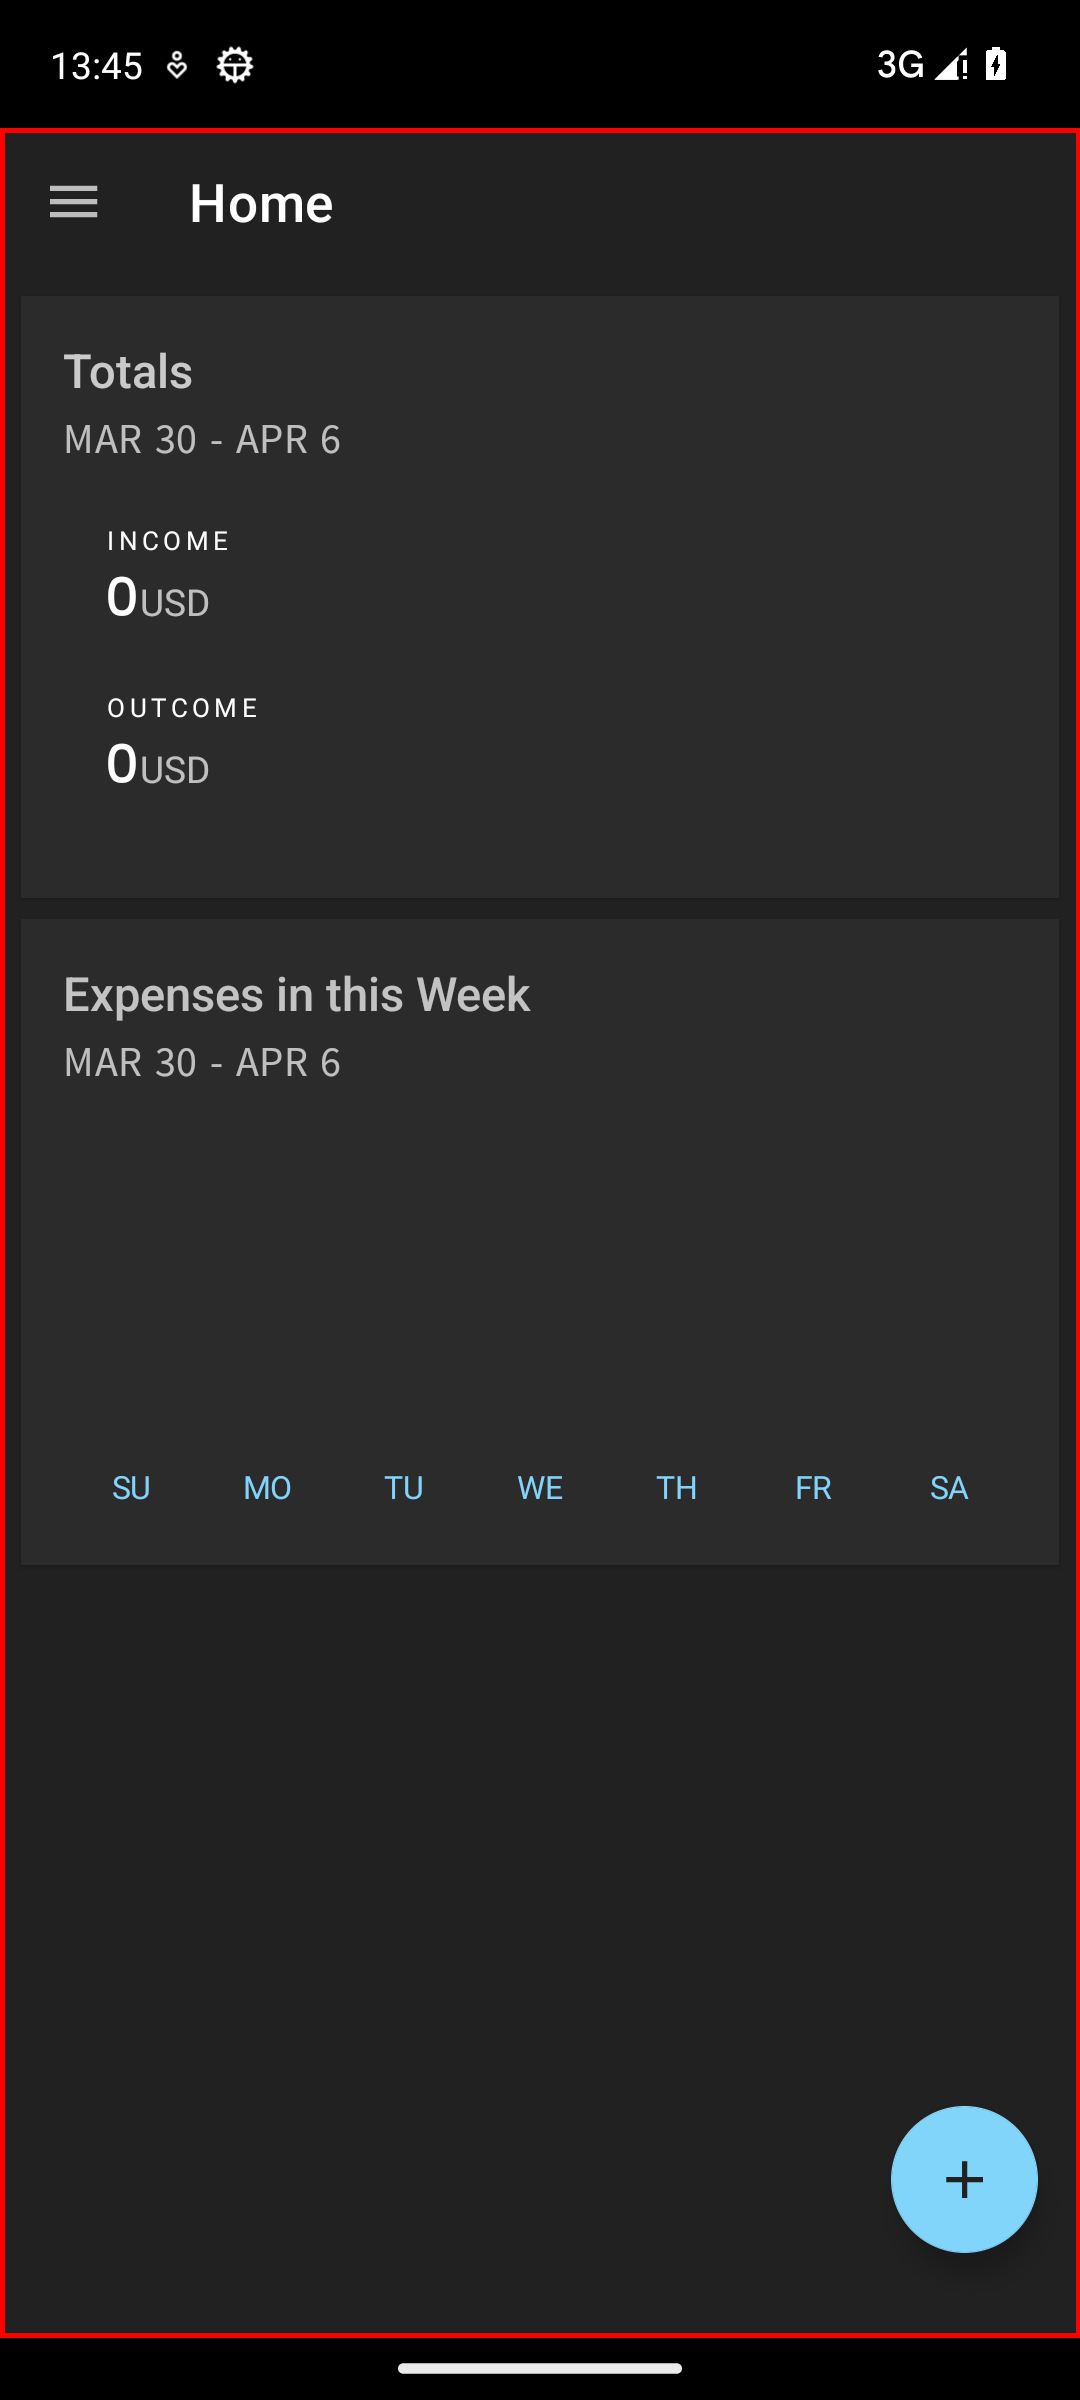 13:45
3G
Home
Totals
MAR 30 - APR 6
INCOME
0USD
OUTCOME
0USD
Expenses in this Week
MAR 30 - APR 6
SU MO TU WE TH FR SA
+